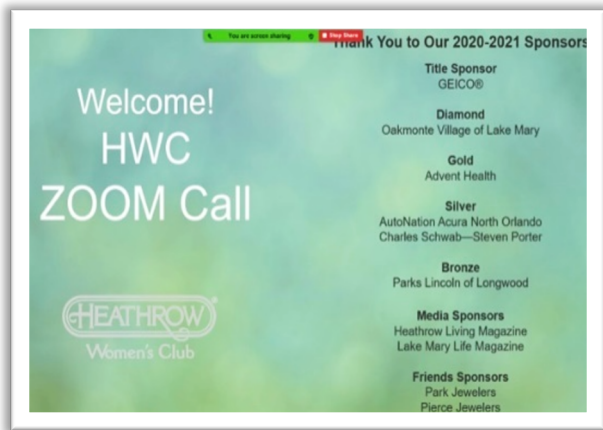 You are screen sharing
Stop Share
Thank You to Our 2020-2021 Sponsors
Welcome!
HWC
ZOOM Call
HEATHROW®
Women's Club
Title Sponsor
GEICO®
Diamond
Oakmonte Village of Lake Mary
Gold
Advent Health
Silver
AutoNation Acura North Orlando
Charles Schwab—Steven Porter
Bronze
Parks Lincoln of Longwood
Media Sponsors
Heathrow Living Magazine
Lake Mary Life Magazine
Friends Sponsors
Park Jewelers
Pierce Jewelers